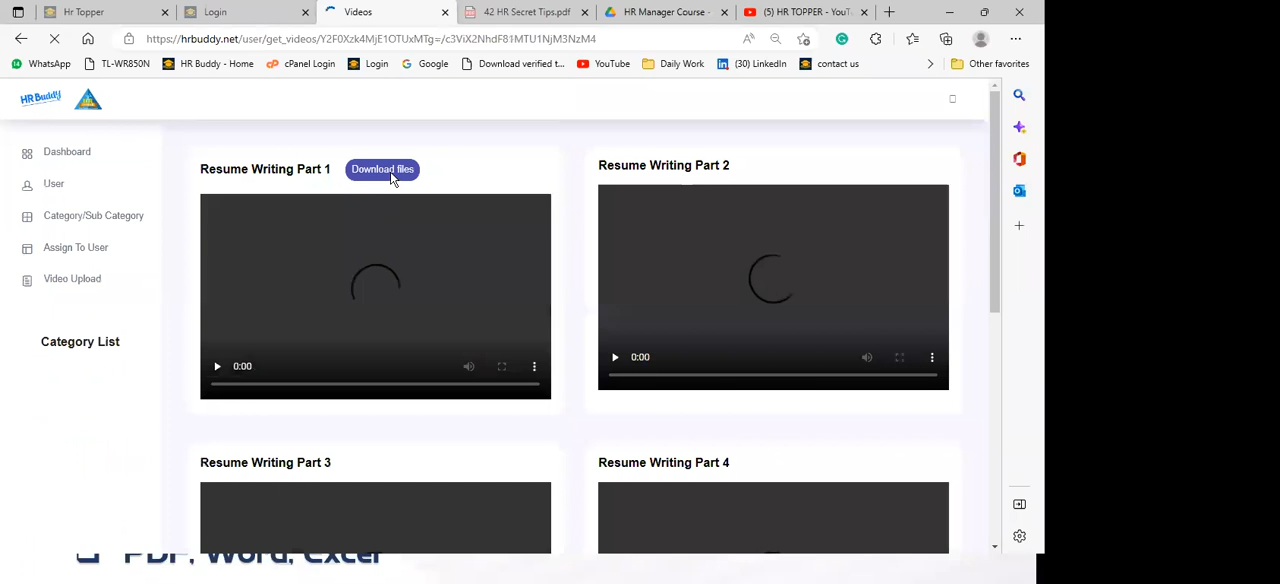 Hr Topper
Login
Videos
42 HR Secret Tips.pdf
HR Manager Course -
(5) HR TOPPER - YouTu
https://hrbuddy.net/user/get_videos/Y2F0Xzk4MjE1OTUxMTg=/c3ViX2NhdF81MTU1NjM3NzM4
WhatsApp
TL-WR850N
HR Buddy - Home
cPanel Login
Login
Google
Download verified t...
YouTube
Daily Work
(30) LinkedIn
contact us
Other favorites
HR Buddy
Dashboard
User
Category/Sub Category
Assign To User
Video Upload
Category List
Resume Writing Part 1
Download files
0:00
Resume Writing Part 2
0:00
Resume Writing Part 3
Resume Writing Part 4
PDF, Word, Excel